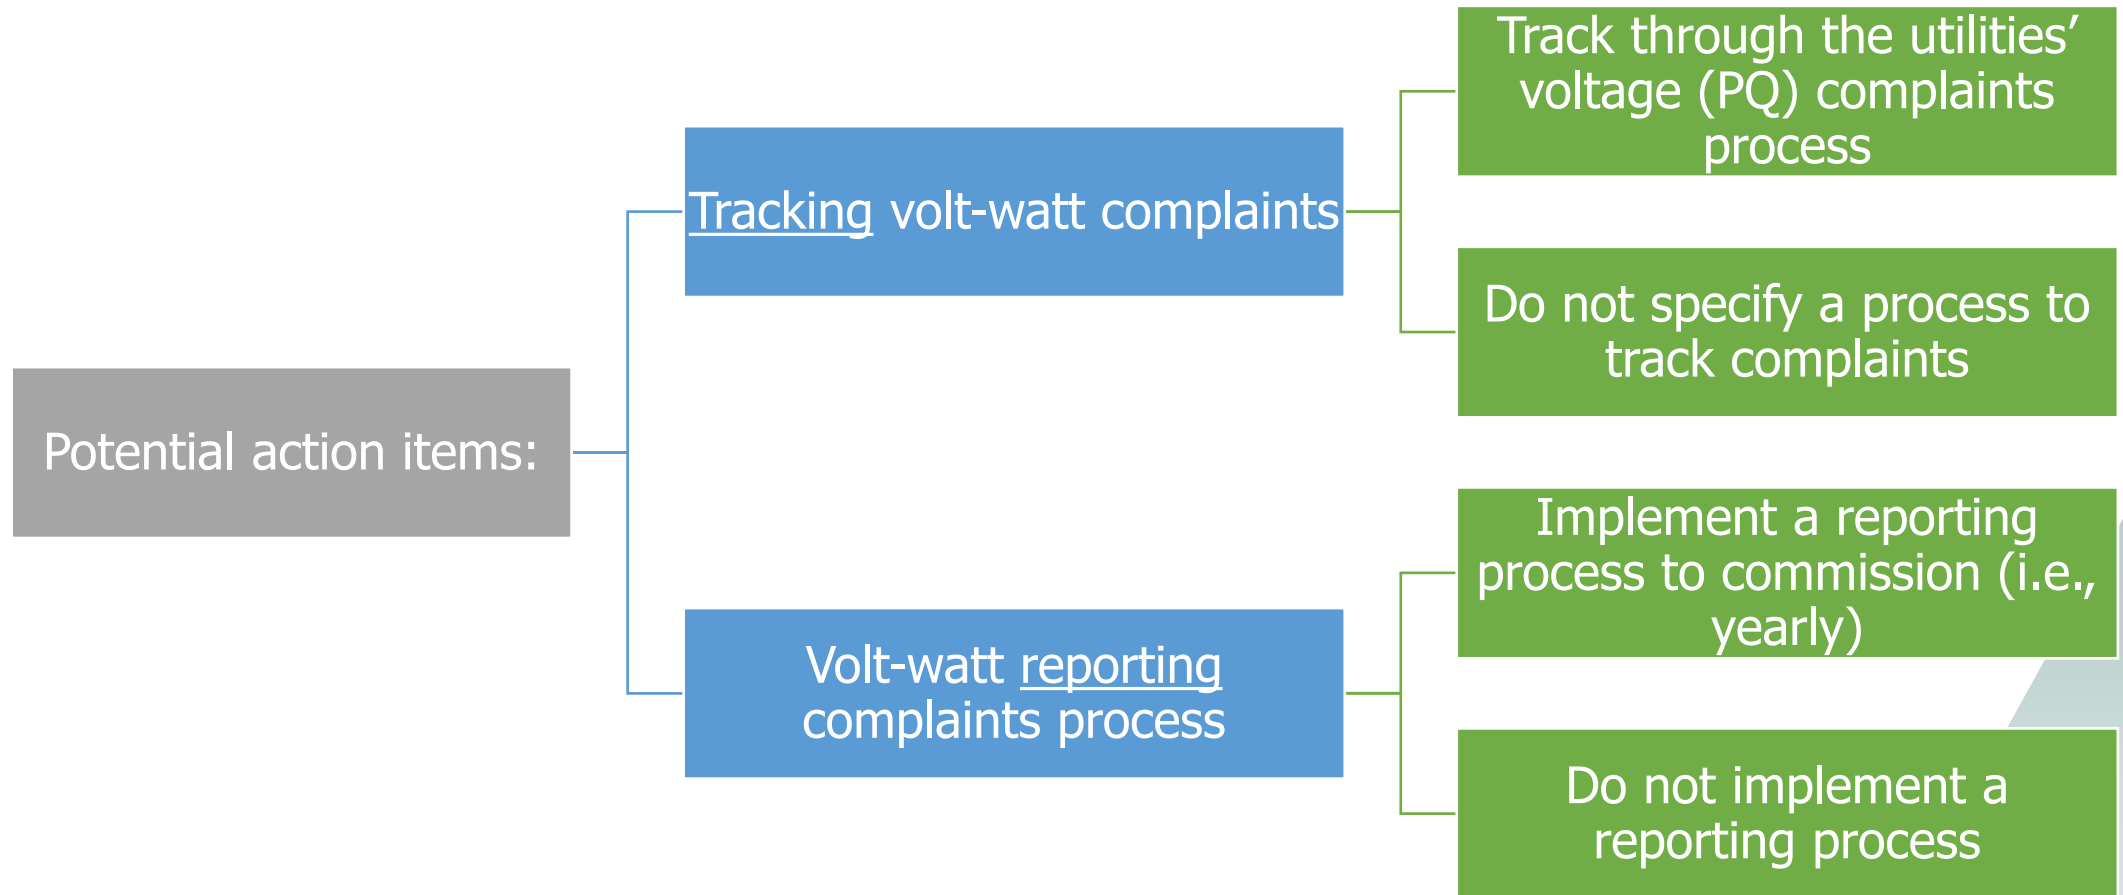 Potential action items:
Tracking volt-watt complaints
Track through the utilities’
voltage (PQ) complaints
process
Do not specify a process to
track complaints
Volt-watt reporting
complaints process
Implement a reporting
process to commission (i.e.,
yearly)
Do not implement a
reporting process